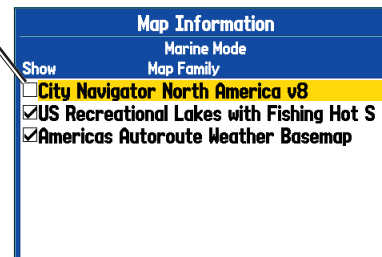 Map Information
Marine Mode
Show Map Family
City Navigator North America v8
US Recreational Lakes with Fishing Hot S
Americas Autoroute Weather Basemap